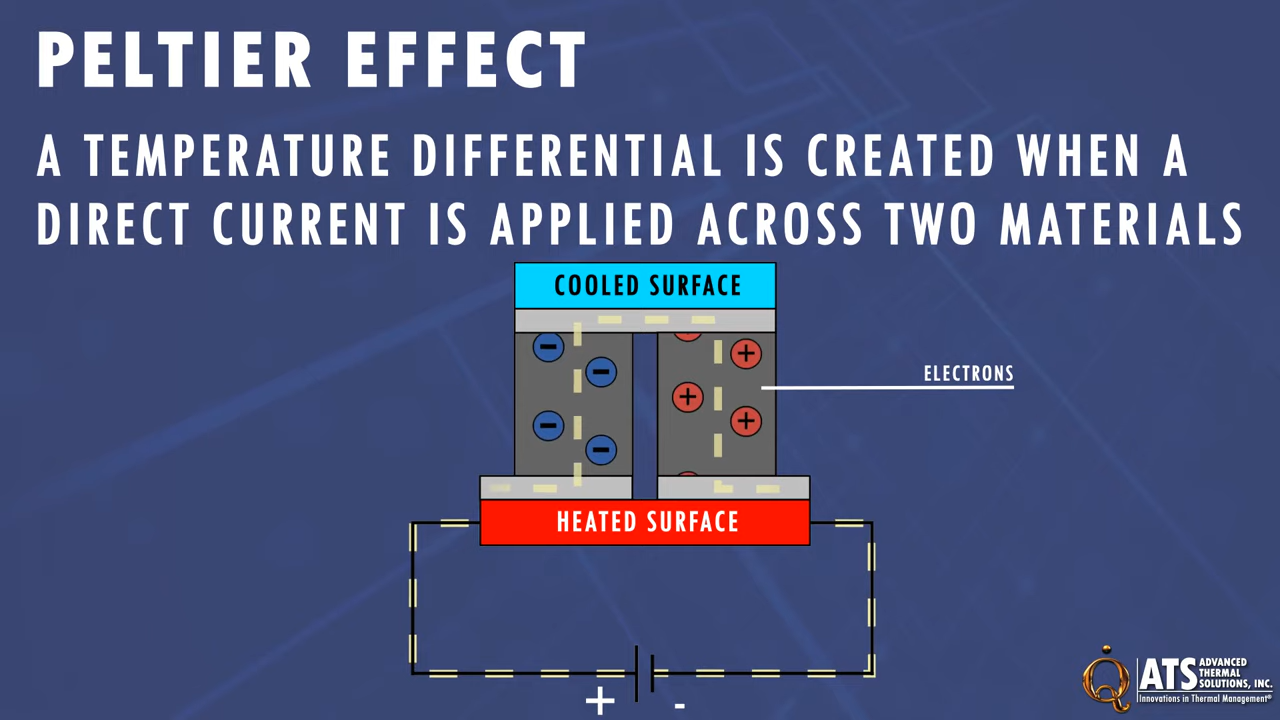 PELTIER EFFECT
A TEMPERATURE DIFFERENTIAL IS CREATED WHEN A
DIRECT CURRENT IS APPLIED ACROSS TWO MATERIALS
COOLED SURFACE
- + - + - + -
ELECTRONS
HEATED SURFACE
+ -
ATS ADVANCED
THERMAL
SOLUTIONS, INC.
Innovations in Thermal Management®